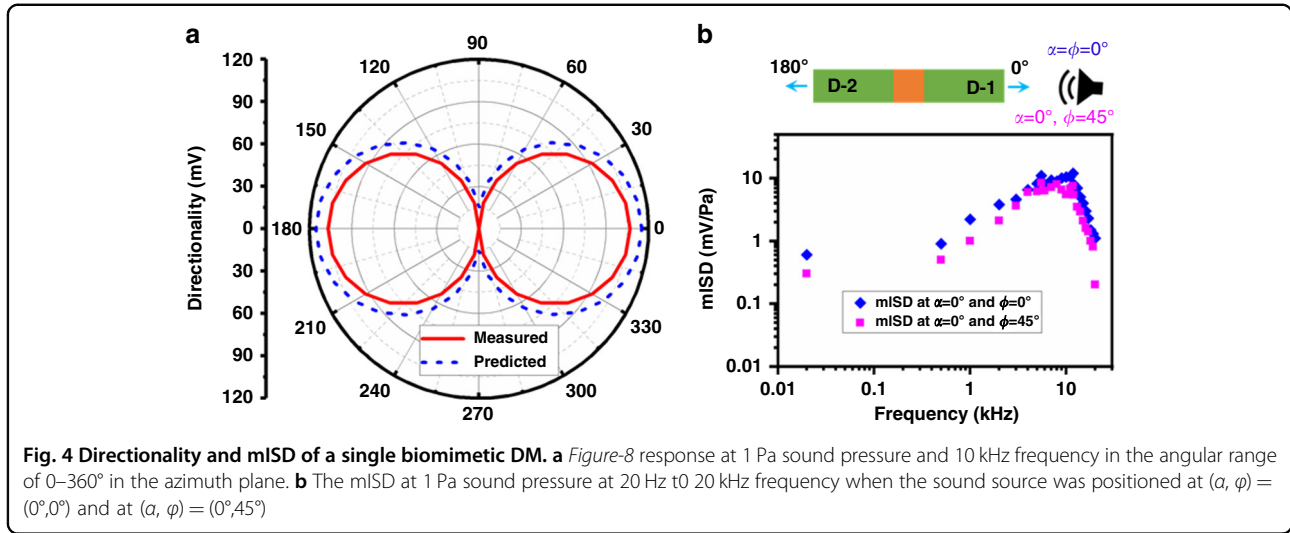 a
Directionality (mV)
120
90
60
30
0
30
60
90
120
90
60
30
0
330
300
270
240
210
180
150
120
Measured
Predicted
b
180°
D-2
D-1
0°
α=ϕ=0°
α=0°, ϕ=45°
mISD (mV/Pa)
10
1
0.1
0.01
mISD at α=0° and ϕ=0°
mISD at α=0° and ϕ=45°
0.01
0.1
1
10
Frequency (kHz)
Fig. 4 Directionality and mISD of a single biomimetic DM. a Figure-8 response at 1 Pa sound pressure and 10 kHz frequency in the angular range
of 0–360° in the azimuth plane. b The mISD at 1 Pa sound pressure at 20 Hz t0 20 kHz frequency when the sound source was positioned at (α, φ) =
(0°,0°) and at (α, φ) = (0°,45°)